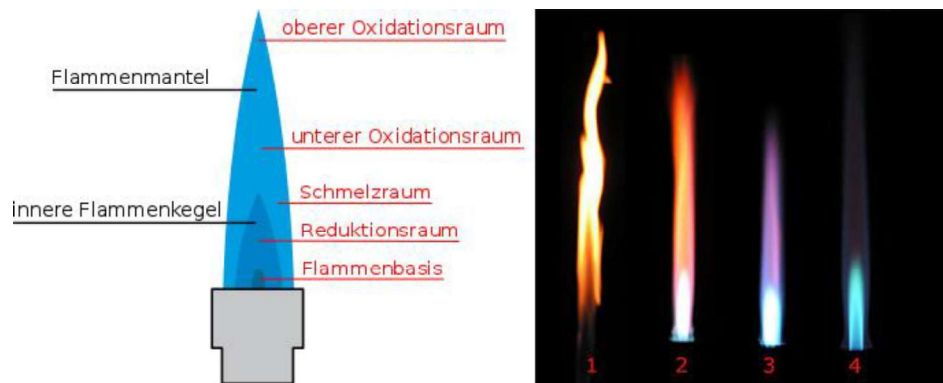 oberer Oxidationsraum
Flammenmantel
unterer Oxidationsraum
Schmelzraum
innere Flammenkegel
Reduktionsraum
Flammenbasis
1 2 3 4